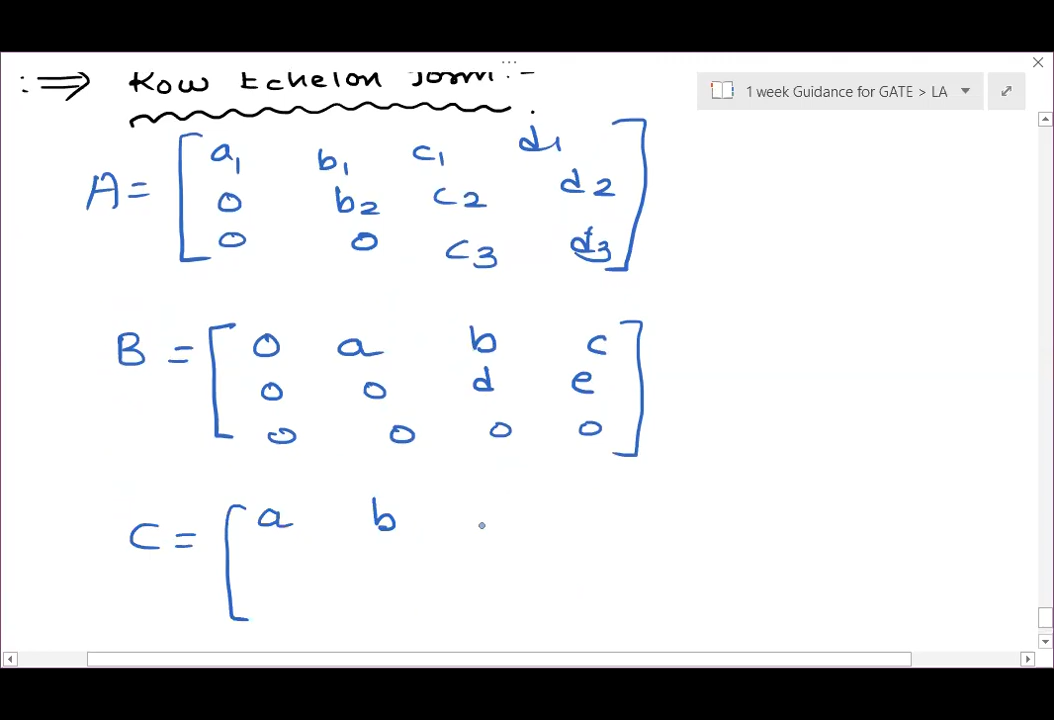 :⇒ Row Echelon form :-
1 week Guidance for GATE > LA
A = [ a₁ b₁ c₁ d₁
0 b₂ c₂ d₂
0 0 c₃ d₃ ]
B = [ 0 a b c
0 0 d e
0 0 0 0 ]
C = [ a b